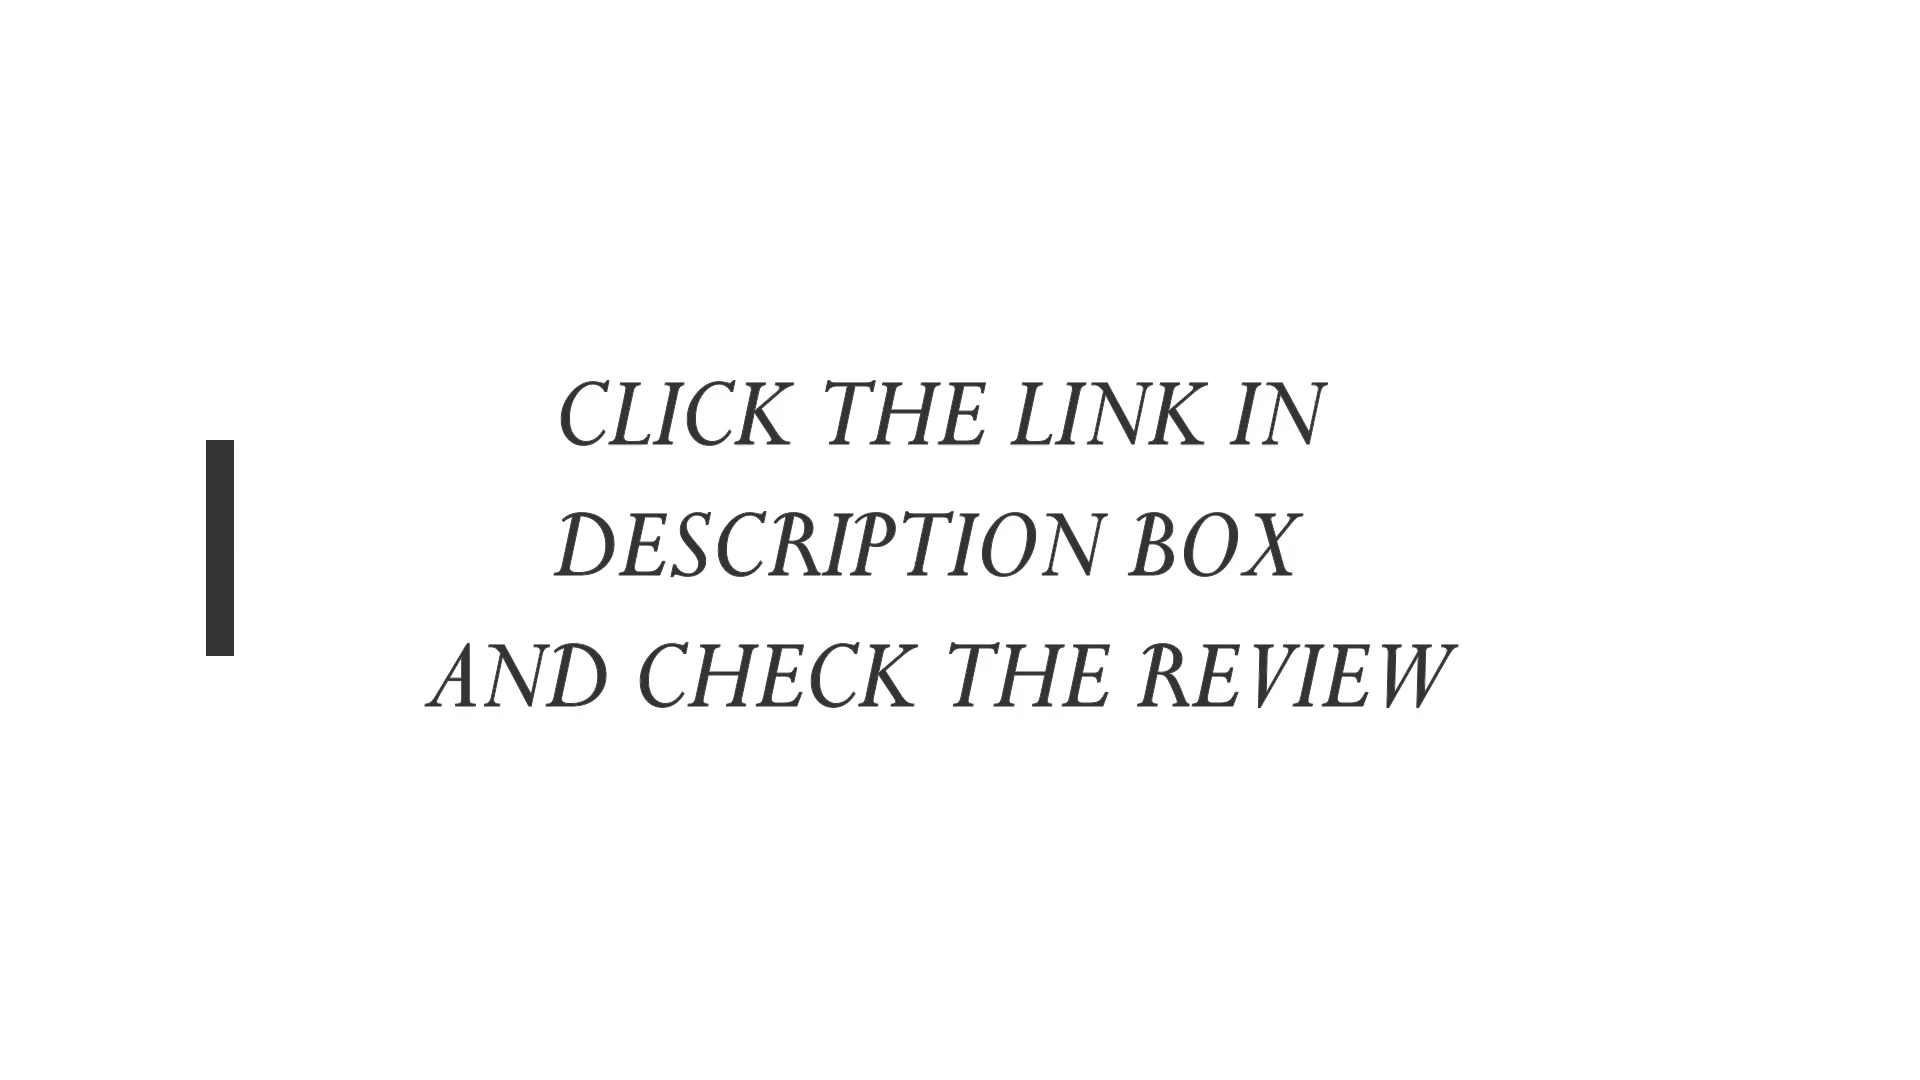 CLICK THE LINK IN
DESCRIPTION BOX
AND CHECK THE REVIEW